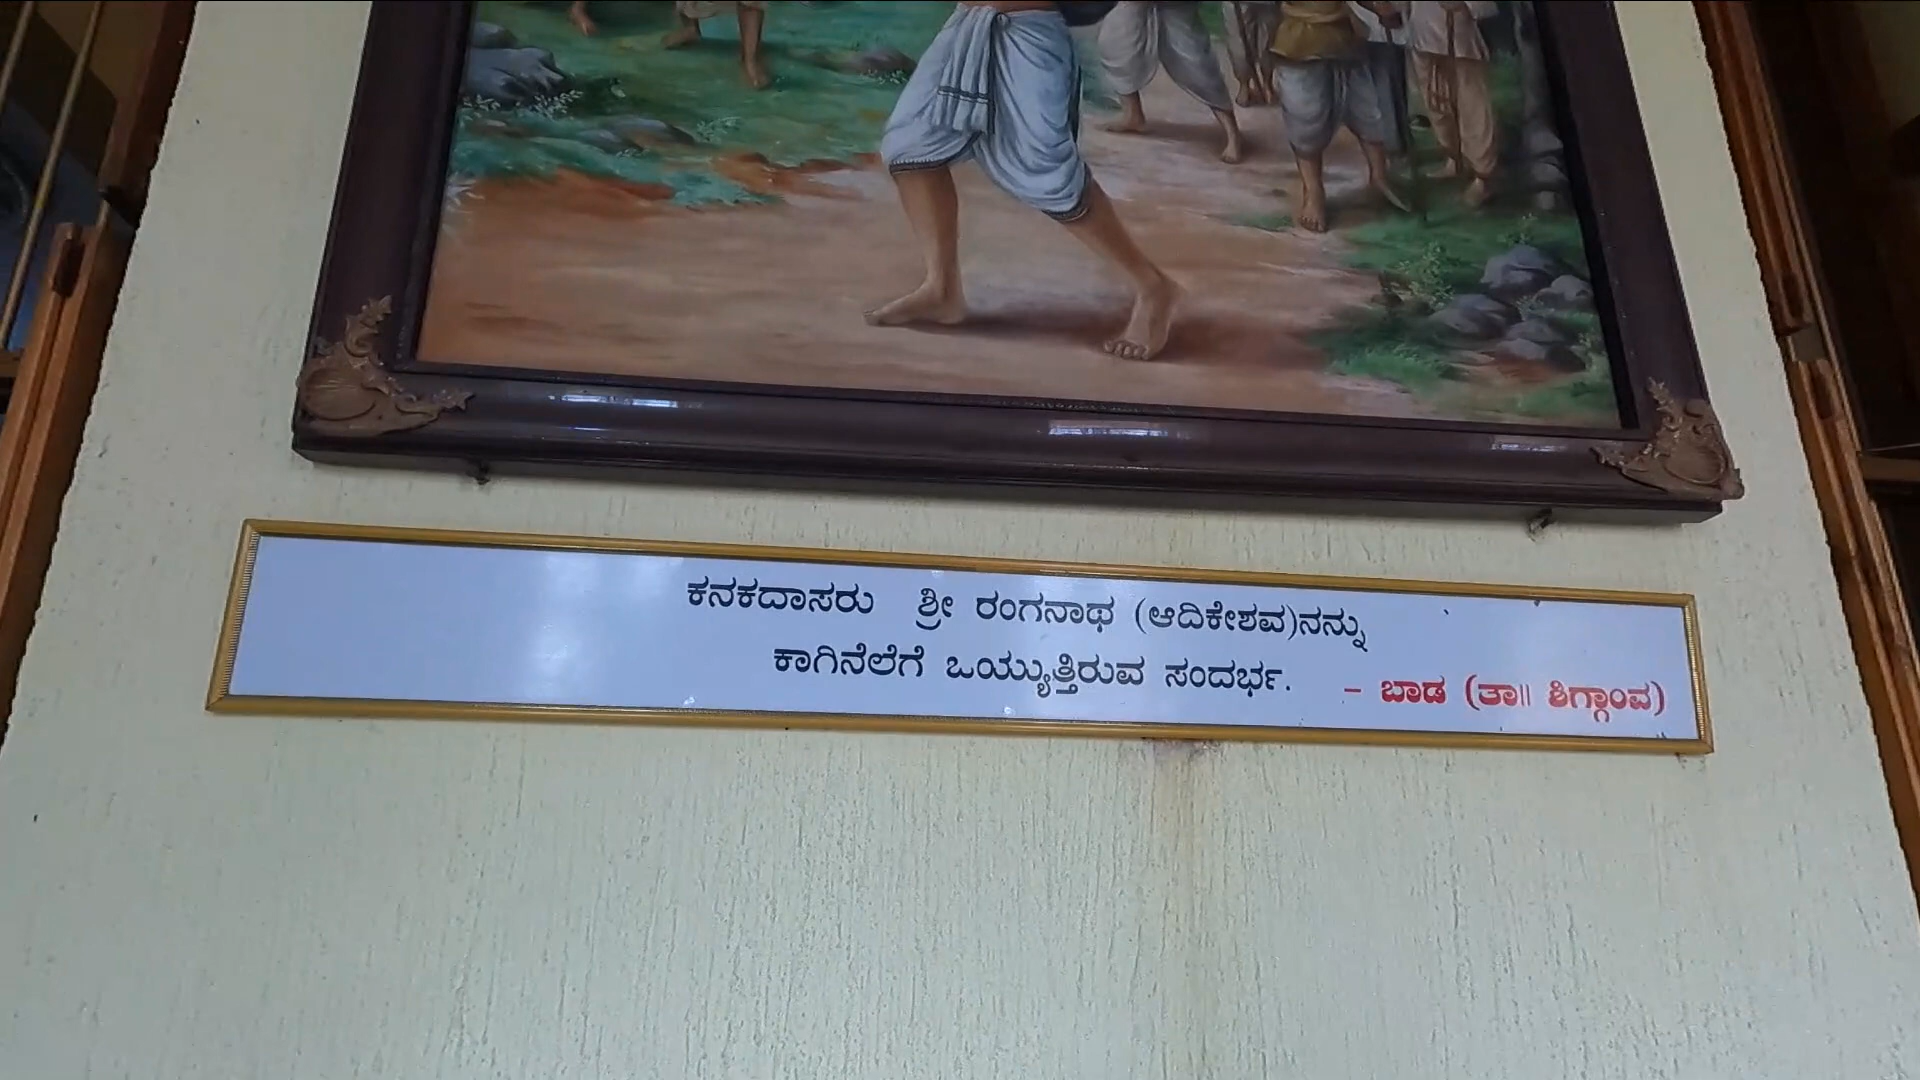 ಕನಕದಾಸರು ಶ್ರೀ ರಂಗನಾಥ (ಆದಿಕೇಶವ)ನನ್ನು
ಕಾಗಿನೆಲೆಗೆ ಒಯ್ಯುತ್ತಿರುವ ಸಂದರ್ಭ.
– ಬಾಡ (ತಾ|| ಶಿಗ್ಗಾಂವ)